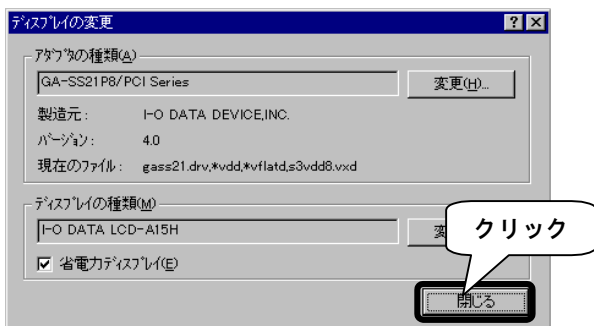 ディスプレイの変更
アダプタの種類(A)
GA-SS21P8/PCI Series
変更(H)...
製造元: I-O DATA DEVICE,INC.
バージョン: 4.0
現在のファイル: gass21.drv,*vdd,*vflatd,s3vdd8.vxd
ディスプレイの種類(M)
I-O DATA LCD-A15H
クリック
省電力ディスプレイ(E)
閉じる